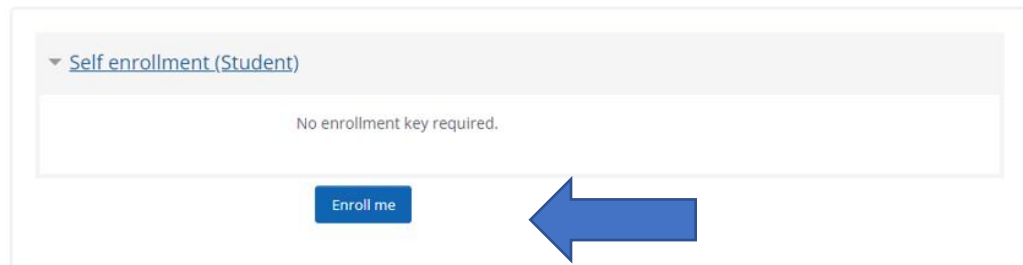 Self enrollment (Student)
No enrollment key required.
Enroll me